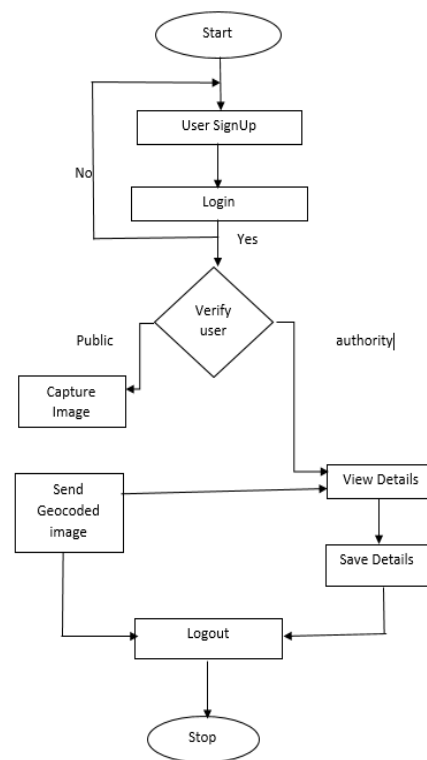 Start
User SignUp
No
Login
Yes
Verify
user
Public
authority
Capture
Image
Send
Geocoded
image
View Details
Save Details
Logout
Stop